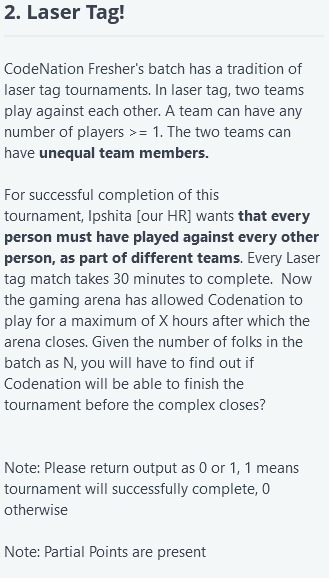 2. Laser Tag!
CodeNation Fresher's batch has a tradition of
laser tag tournaments. In laser tag, two teams
play against each other. A team can have any
number of players >= 1. The two teams can
have unequal team members.
For successful completion of this
tournament, Ipshita [our HR] wants that every
person must have played against every other
person, as part of different teams. Every Laser
tag match takes 30 minutes to complete.  Now
the gaming arena has allowed Codenation to
play for a maximum of X hours after which the
arena closes. Given the number of folks in the
batch as N, you will have to find out if
Codenation will be able to finish the
tournament before the complex closes?
Note: Please return output as 0 or 1, 1 means
tournament will successfully complete, 0
otherwise
Note: Partial Points are present